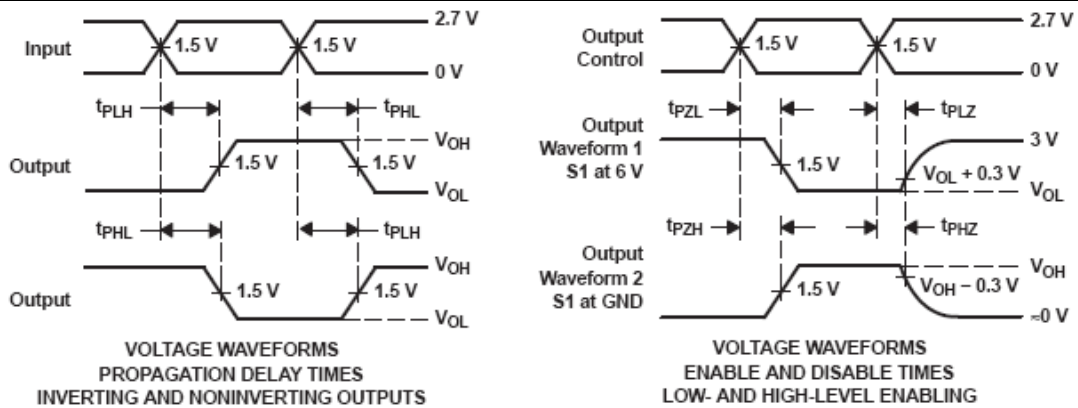 2.7 V
Input
1.5 V
1.5 V
0 V
tPLH
tPHL
VOH
Output
1.5 V
1.5 V
VOL
tPHL
tPLH
VOH
Output
1.5 V
1.5 V
VOL
VOLTAGE WAVEFORMS
PROPAGATION DELAY TIMES
INVERTING AND NONINVERTING OUTPUTS
2.7 V
Output
Control
1.5 V
1.5 V
0 V
tPZL
tPLZ
Output
Waveform 1
S1 at 6 V
3 V
1.5 V
VOL + 0.3 V
VOL
tPZH
tPHZ
Output
Waveform 2
S1 at GND
VOH
1.5 V
VOH − 0.3 V
≈0 V
VOLTAGE WAVEFORMS
ENABLE AND DISABLE TIMES
LOW- AND HIGH-LEVEL ENABLING